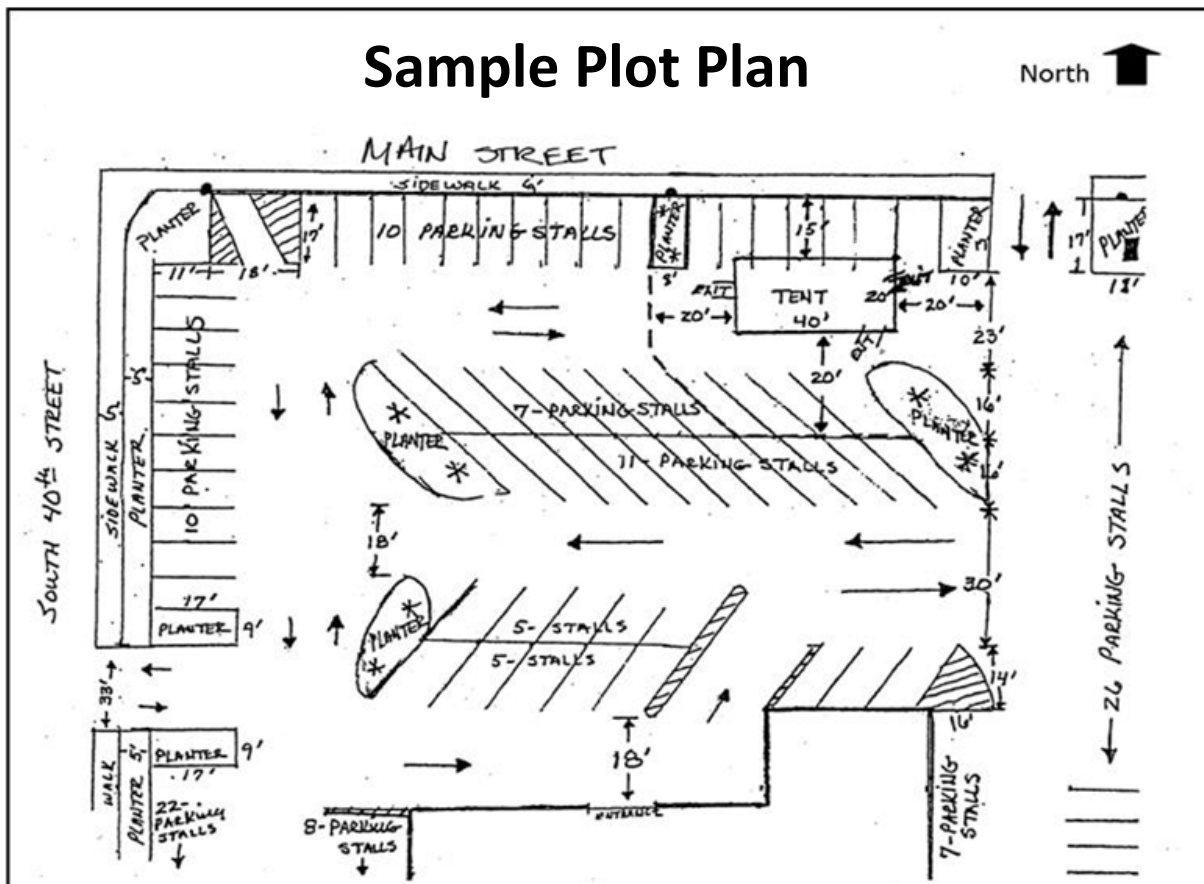 Sample Plot Plan
North
MAIN STREET
SIDEWALK
PLANTER
17'
10 PARKING STALLS
PLANTER
15'
PLANTER
17'
PLANTER
11'
18'
EXIT
TENT
40'
20'
10'
20'
20'
23'
SOUTH 40th STREET
SIDEWALK
5'
PLANTER
10' PARKING STALLS
20'
7-PARKING STALLS
PLANTER
PLANTER
16'
11-PARKING STALLS
16'
18'
30'
26 PARKING STALLS
17'
PLANTER
9'
PLANTER
5-STALLS
5-STALLS
33'
14'
16'
WALK
PLANTER 5'
PLANTER
9'
17'
18'
22-
PARKING
STALLS
8-PARKING
STALLS
ENTRANCE
7-PARKING
STALLS